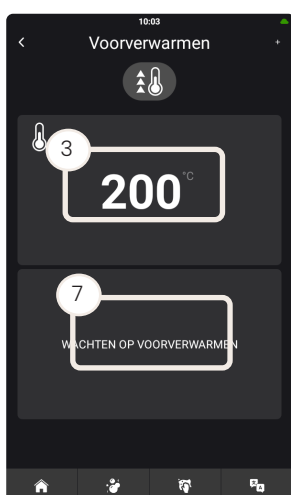 10:03
Voorverwarmen
+
3
200 °C
7
WACHTEN OP VOORVERWARMEN